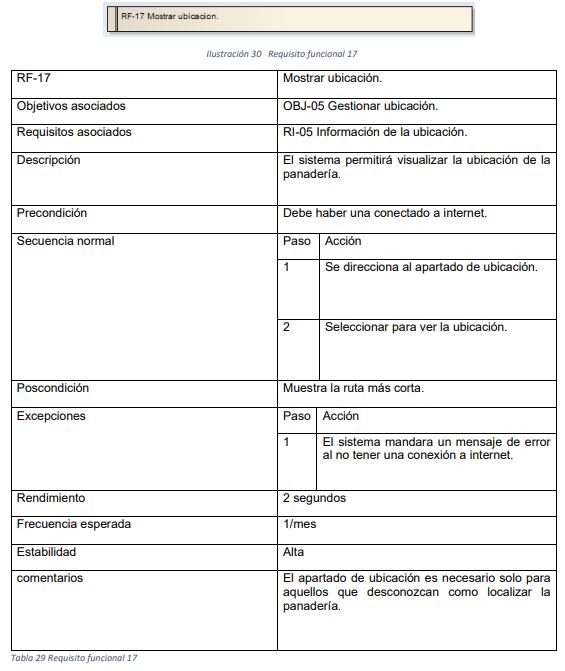 RF-17 Mostrar ubicacion.
Ilustración 30 Requisito funcional 17
RF-17 Mostrar ubicación.
Objetivos asociados OBJ-05 Gestionar ubicación.
Requisitos asociados RI-05 Información de la ubicación.
Descripción El sistema permitirá visualizar la ubicación de la
panadería.
Precondición Debe haber una conectado a internet.
Secuencia normal Paso Acción
1 Se direcciona al apartado de ubicación.
2 Seleccionar para ver la ubicación.
Poscondición Muestra la ruta más corta.
Excepciones Paso Acción
1 El sistema mandara un mensaje de error
al no tener una conexión a internet.
Rendimiento 2 segundos
Frecuencia esperada 1/mes
Estabilidad Alta
comentarios El apartado de ubicación es necesario solo para
aquellos que desconozcan como localizar la
panadería.
Tabla 29 Requisito funcional 17